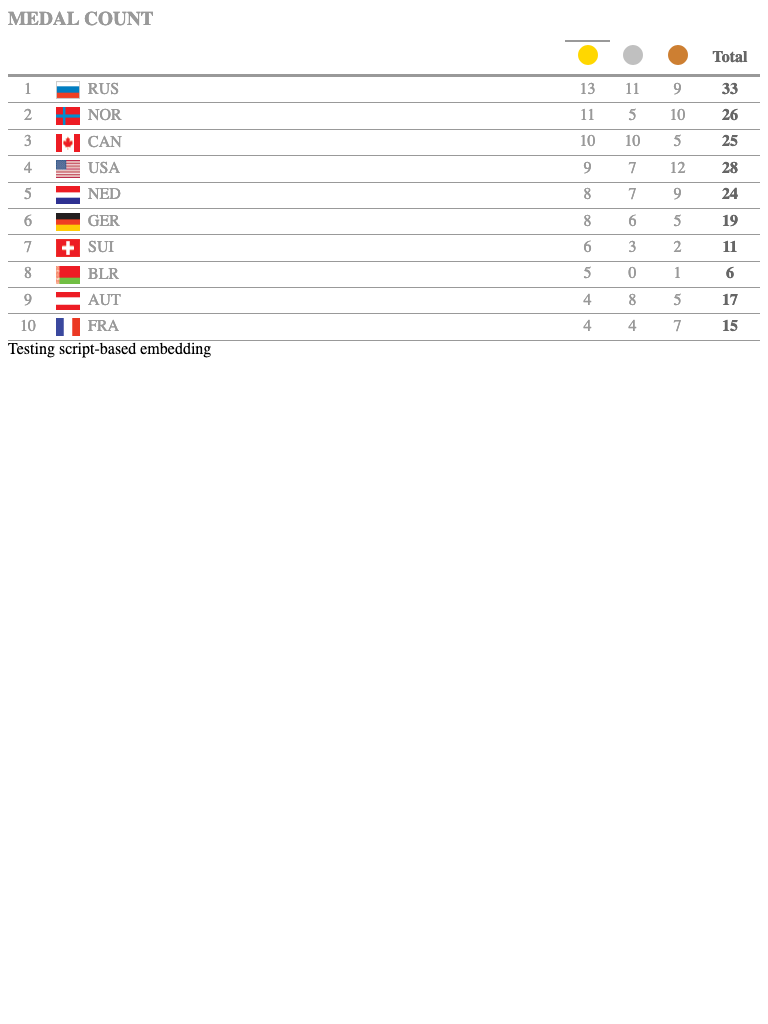 MEDAL COUNT
Total
1 RUS 13 11 9 33
2 NOR 11 5 10 26
3 CAN 10 10 5 25
4 USA 9 7 12 28
5 NED 8 7 9 24
6 GER 8 6 5 19
7 SUI 6 3 2 11
8 BLR 5 0 1 6
9 AUT 4 8 5 17
10 FRA 4 4 7 15
Testing script-based embedding